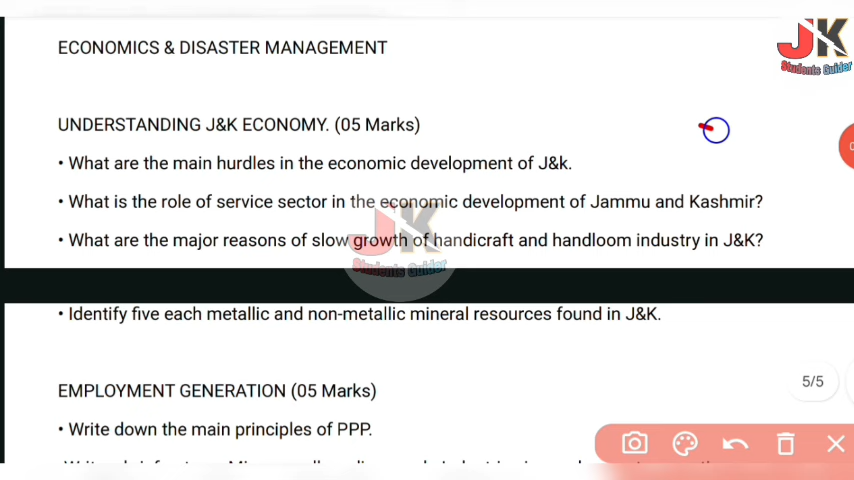 JK
Students Guider
ECONOMICS & DISASTER MANAGEMENT
UNDERSTANDING J&K ECONOMY. (05 Marks)
• What are the main hurdles in the economic development of J&k.
• What is the role of service sector in the economic development of Jammu and Kashmir?
• What are the major reasons of slow growth of handicraft and handloom industry in J&K?
JK
Students Guider
• Identify five each metallic and non-metallic mineral resources found in J&K.
5/5
EMPLOYMENT GENERATION (05 Marks)
• Write down the main principles of PPP.